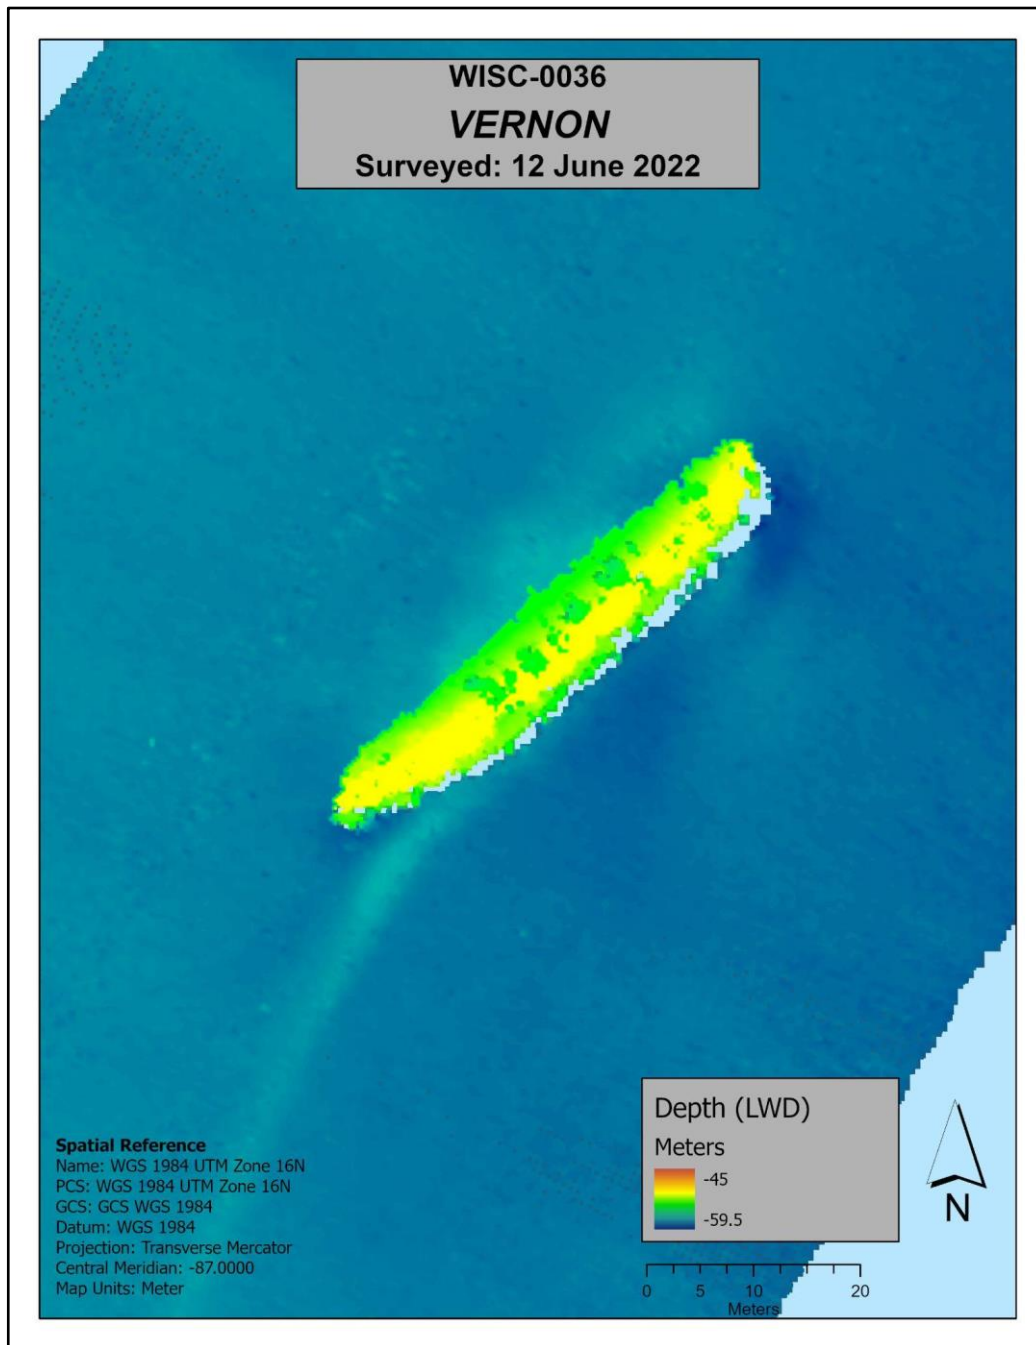 WISC-0036
VERNON
Surveyed: 12 June 2022
Spatial Reference
Name: WGS 1984 UTM Zone 16N
PCS: WGS 1984 UTM Zone 16N
GCS: GCS WGS 1984
Datum: WGS 1984
Projection: Transverse Mercator
Central Meridian: -87.0000
Map Units: Meter
Depth (LWD)
Meters
-45
-59.5
N
0 5 10 20
Meters